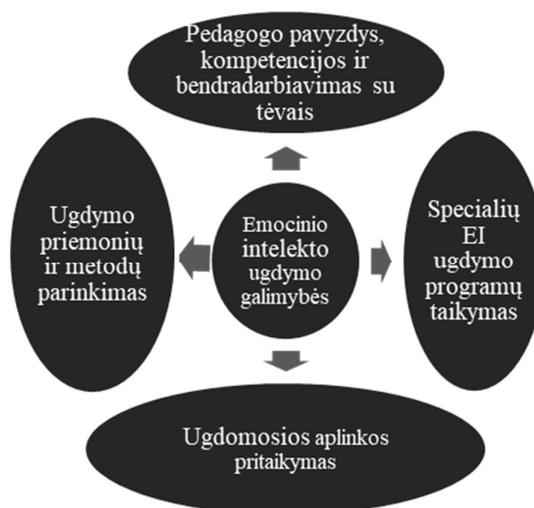 Pedagogo pavyzdys,
kompetencijos ir
bendradarbiavimas su
tėvais
Ugdymo
priemonių
ir metodų
parinkimas
Emocinio
intelekto
ugdymo
galimybės
Specialių
EI
ugdymo
programų
taikymas
Ugdomosios aplinkos
pritaikymas